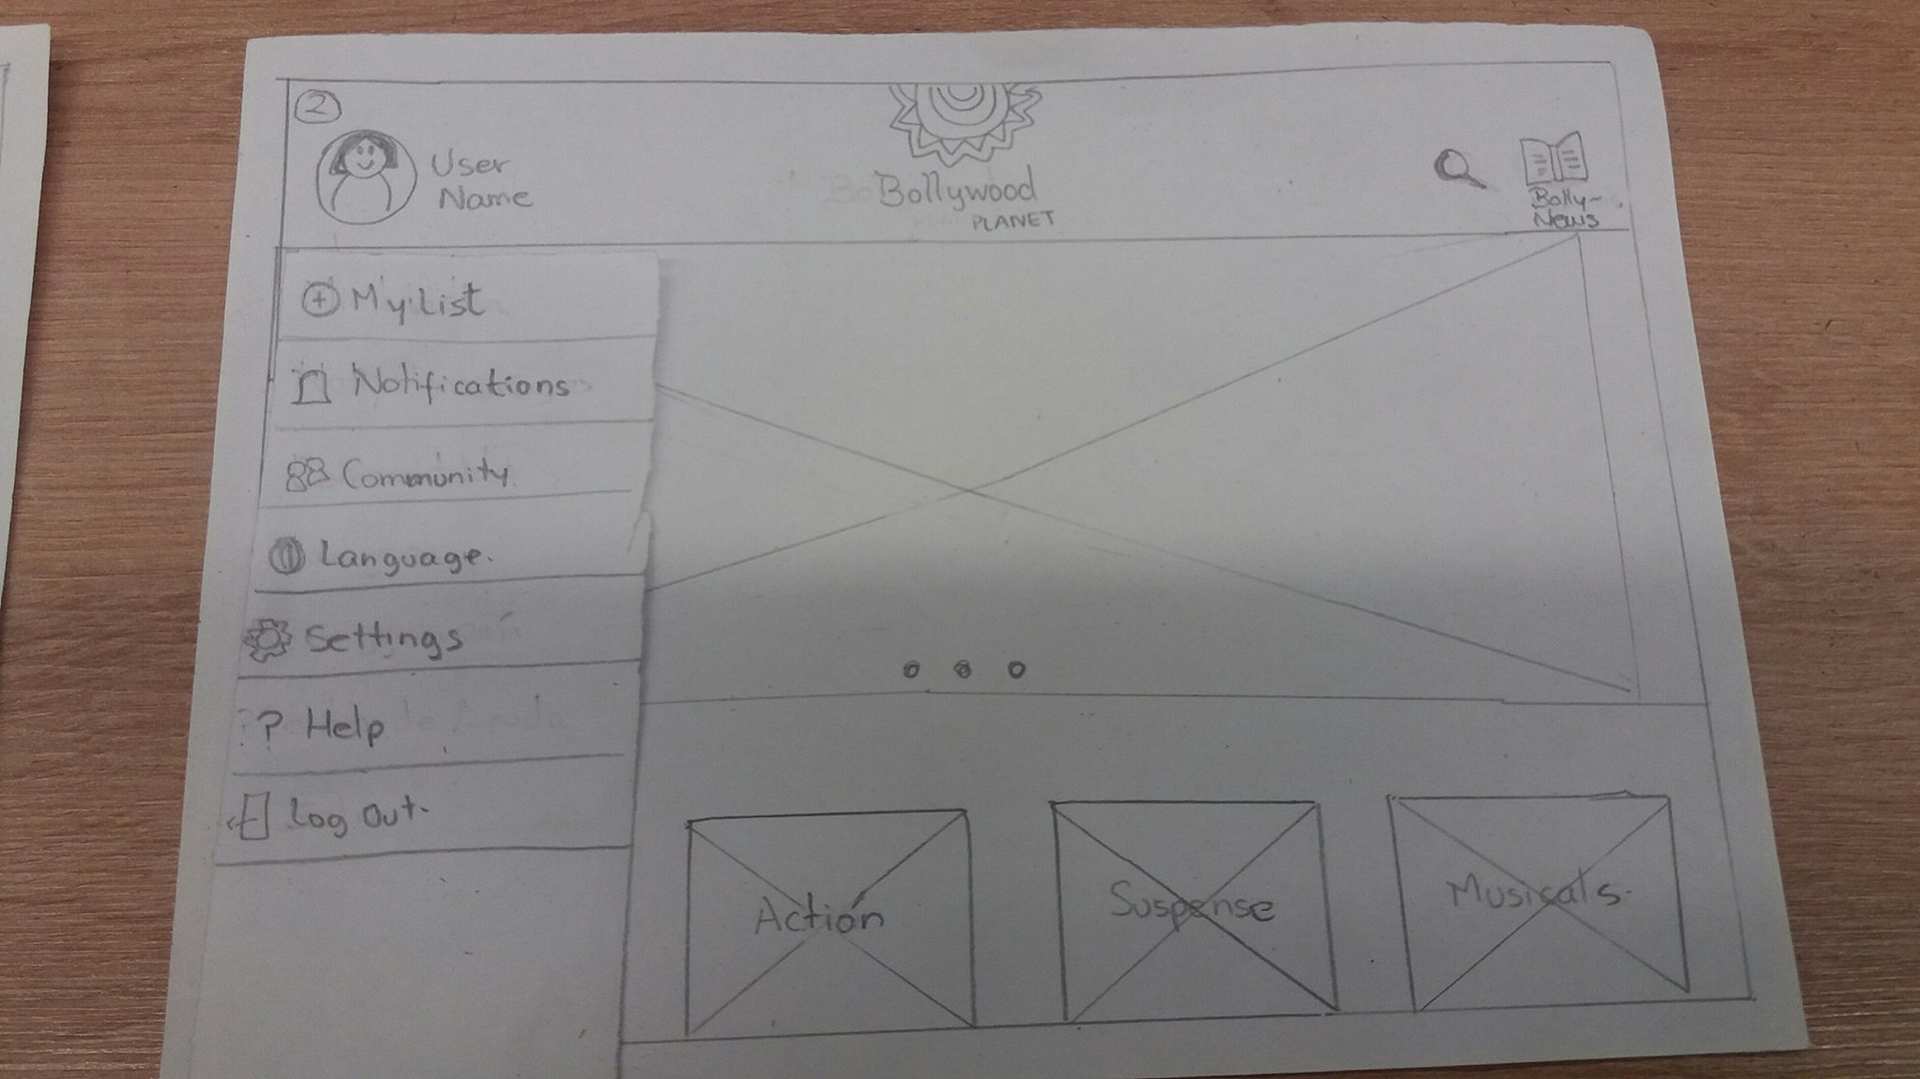 2
User
Name
Bollywood
PLANET
Bolly-
News
My List
Notifications
Community
Language.
Settings
? Help
Log Out
Action
Suspense
Musicals